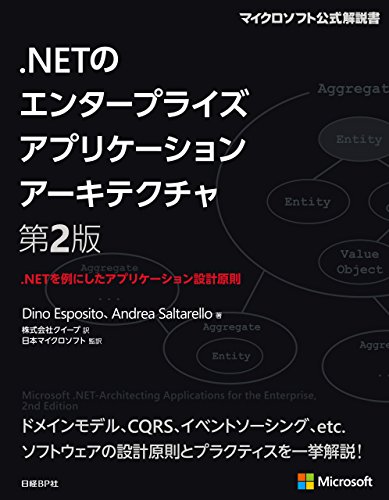 マイクロソフト公式解説書
.NETの
エンタープライズ
アプリケーション
アーキテクチャ
第2版
.NETを例にしたアプリケーション設計原則
Dino Esposito、Andrea Saltarello 著
株式会社クイープ 訳
日本マイクロソフト 監訳
Aggregate
Entity
Entity
Value
Object
Aggregate
...
Aggregate
Entity
Microsoft .NET-Architecting Applications for the Enterprise,
2nd Edition
ドメインモデル、CQRS、イベントソーシング、etc.
ソフトウェアの設計原則とプラクティスを一挙解説！
日経BP社
Microsoft